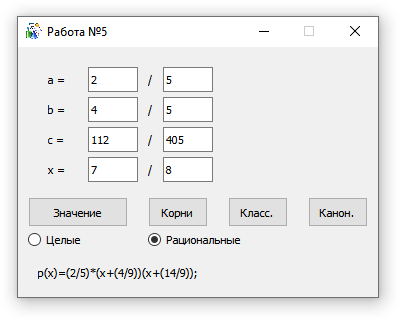 Работа №5
a = 2 / 5
b = 4 / 5
c = 112 / 405
x = 7 / 8
Значение Корни Класс. Канон.
Целые Рациональные
p(x)=(2/5)*(x+(4/9))(x+(14/9));